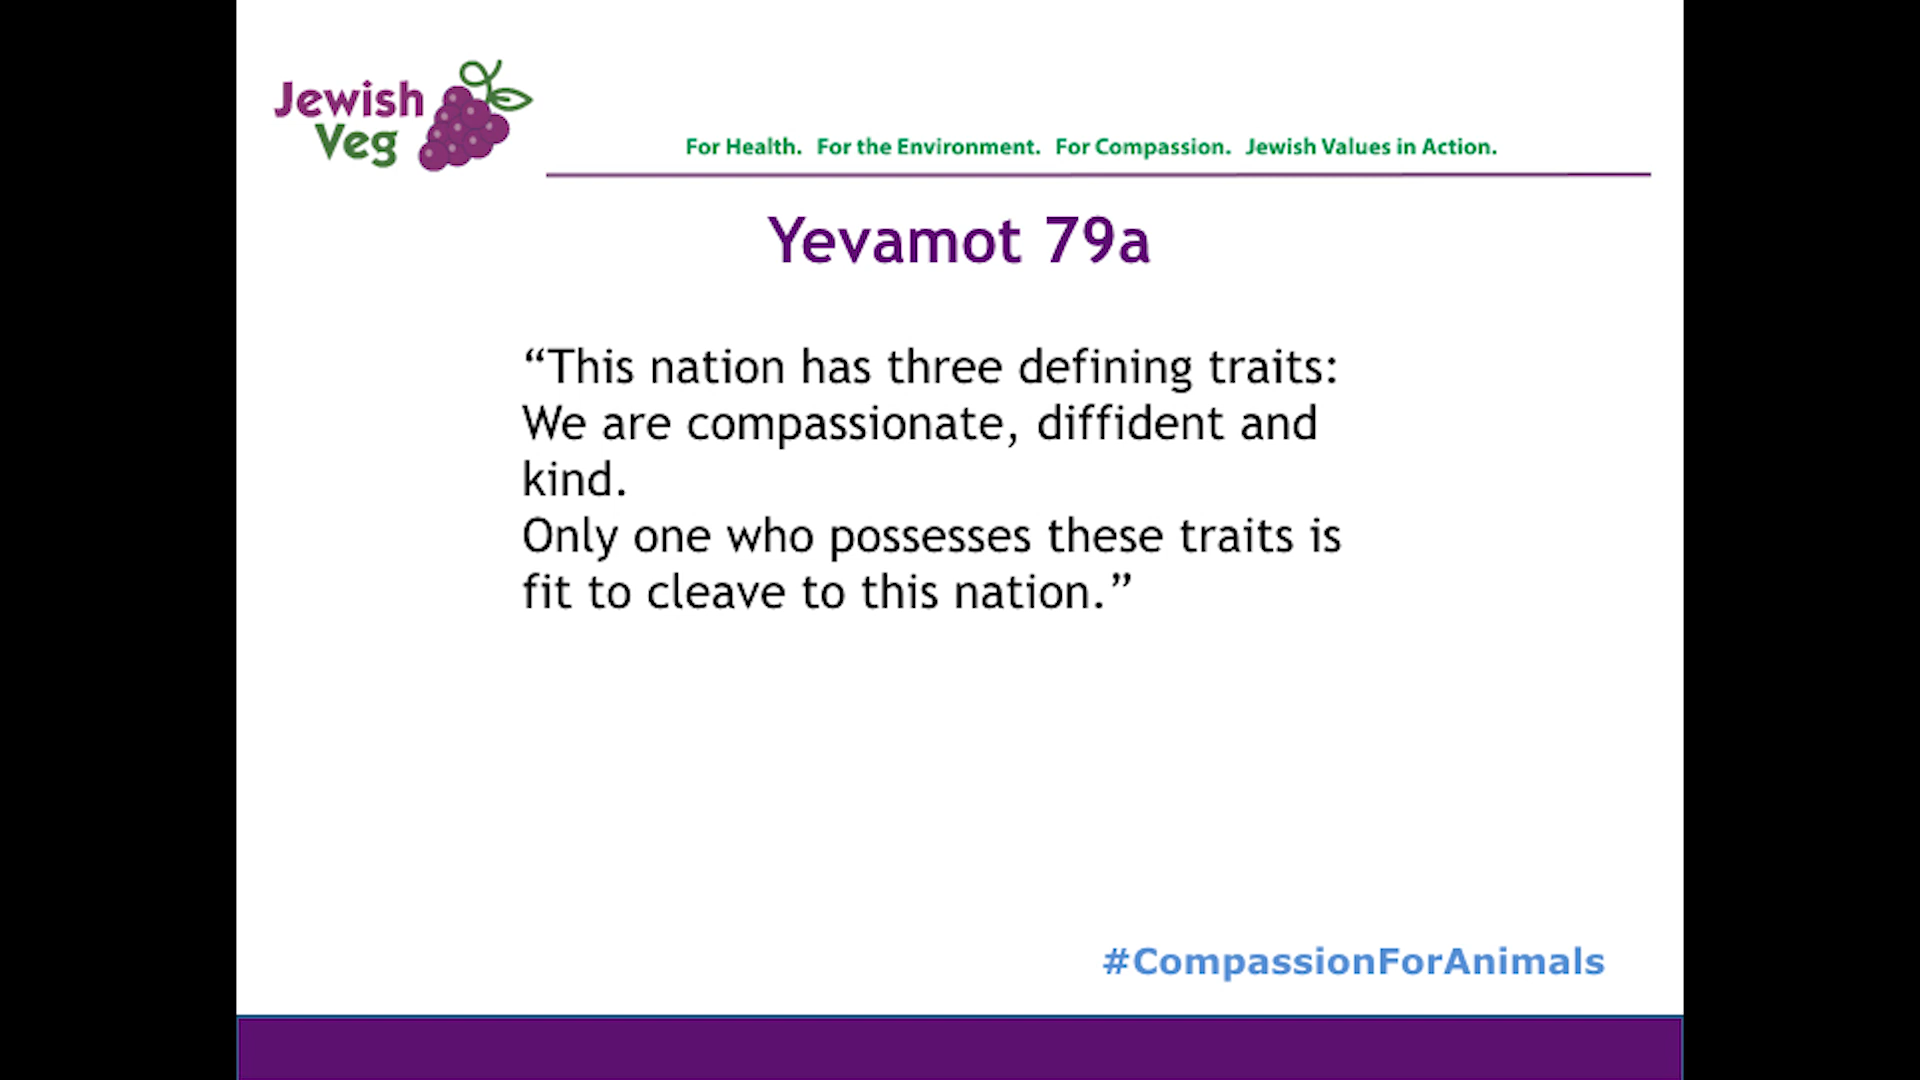 Jewish
Veg
For Health. For the Environment. For Compassion. Jewish Values in Action.
Yevamot 79a
“This nation has three defining traits:
We are compassionate, diffident and
kind.
Only one who possesses these traits is
fit to cleave to this nation.”
#CompassionForAnimals